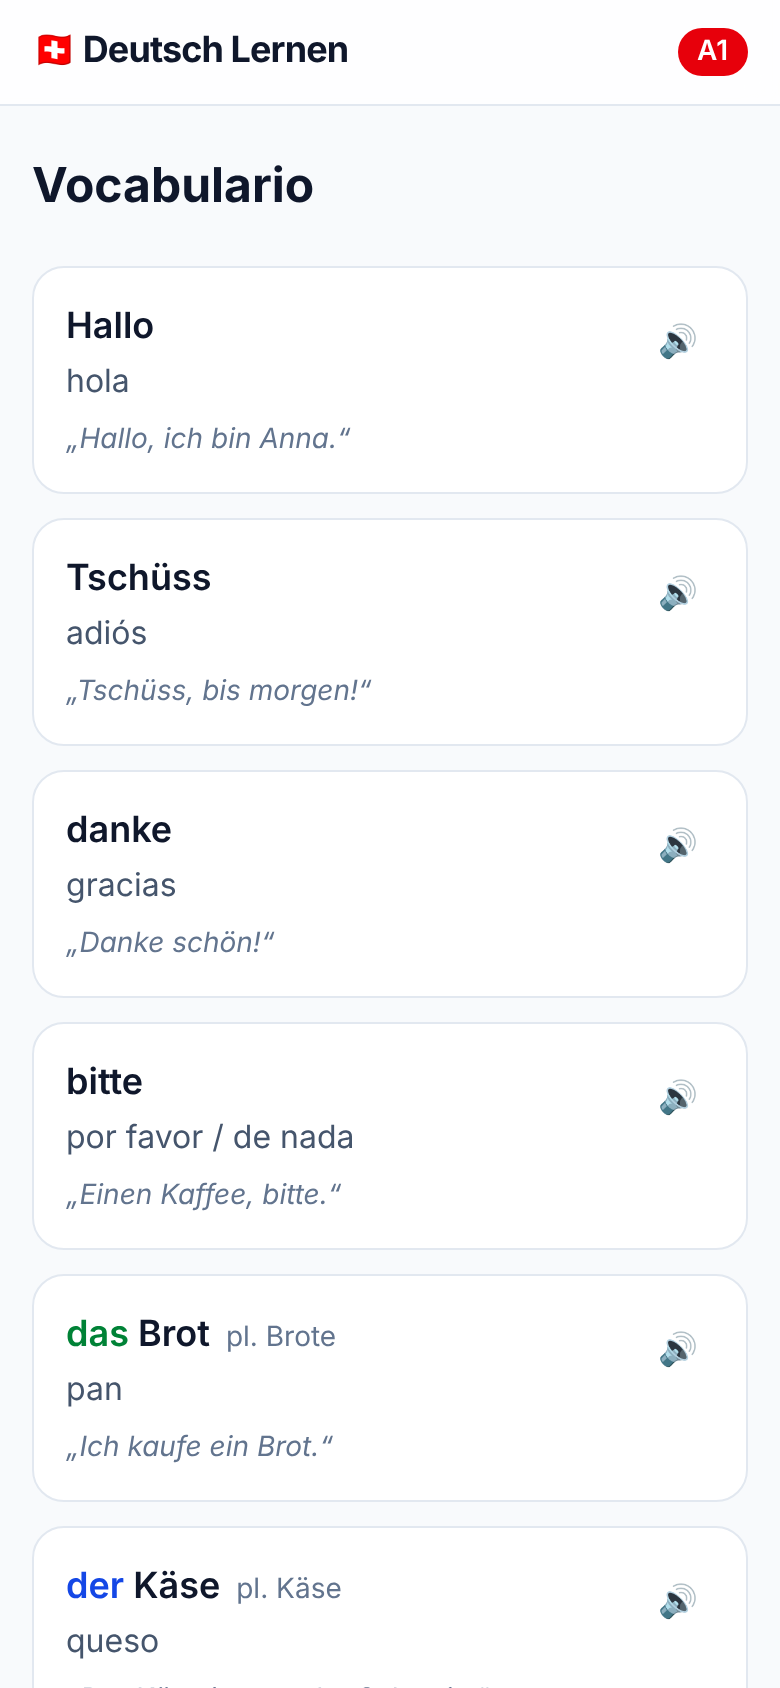 Deutsch Lernen
A1
Vocabulario
Hallo
hola
„Hallo, ich bin Anna.“
Tschüss
adiós
„Tschüss, bis morgen!“
danke
gracias
„Danke schön!“
bitte
por favor / de nada
„Einen Kaffee, bitte.“
das Brot pl. Brote
pan
„Ich kaufe ein Brot.“
der Käse pl. Käse
queso